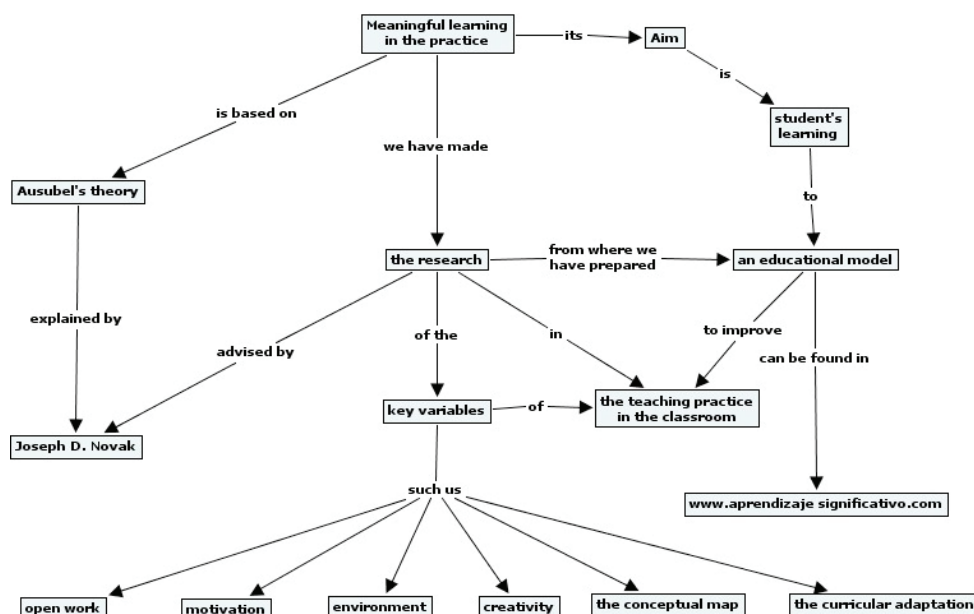 Meaningful learning
in the practice
its
Aim
is
is based on
student's
learning
we have made
Ausubel's theory
to
from where we
have prepared
the research
an educational model
explained by
advised by
of the
in
to improve
can be found in
key variables
of
the teaching practice
in the classroom
Joseph D. Novak
such us
www.aprendizaje significativo.com
open work
motivation
environment
creativity
the conceptual map
the curricular adaptation